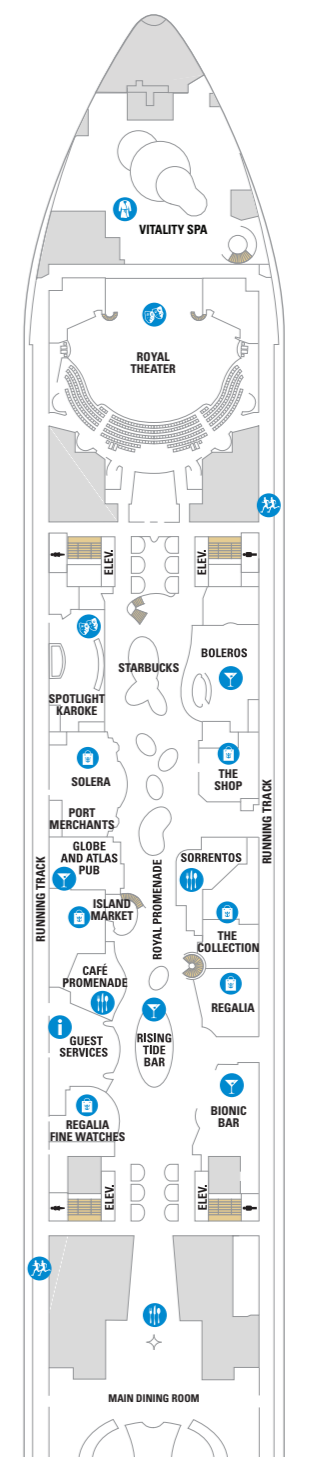 VITALITY SPA
ROYAL
THEATER
ELEV.
ELEV.
STARBUCKS
BOLEROS
SPOTLIGHT
KAROKE
SOLERA
THE
SHOP
PORT
MERCHANTS
GLOBE
AND ATLAS
PUB
SORRENTOS
RUNNING TRACK
RUNNING TRACK
ROYAL PROMENADE
ISLAND
MARKET
THE
COLLECTION
CAFÉ
PROMENADE
REGALIA
GUEST
SERVICES
RISING
TIDE
BAR
BIONIC
BAR
REGALIA
FINE WATCHES
ELEV.
ELEV.
MAIN DINING ROOM